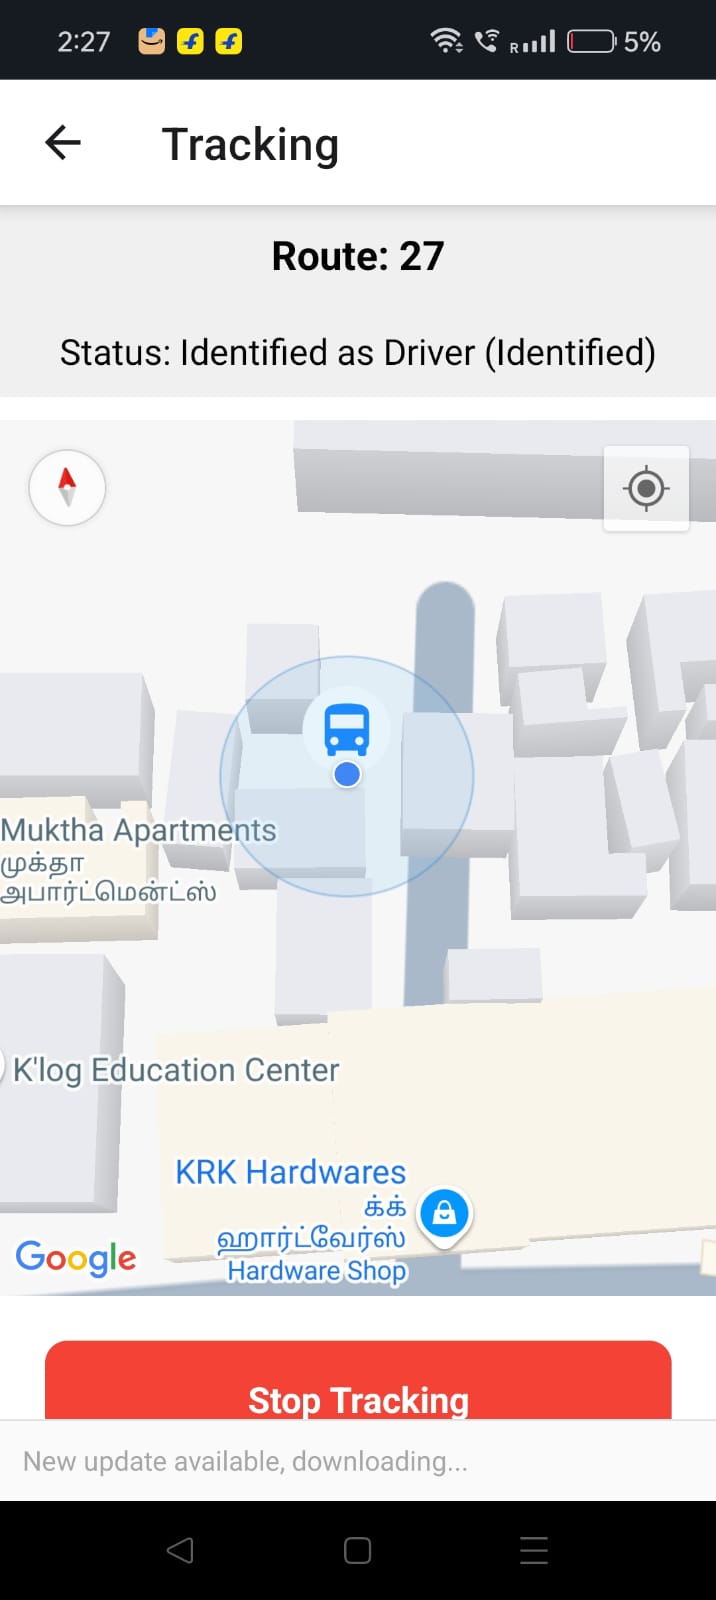 2:27
R
5%
Tracking
Route: 27
Status: Identified as Driver (Identified)
Muktha Apartments
முக்தா
அபார்ட்மென்ட்ஸ்
K'log Education Center
KRK Hardwares
க்க்
ஹார்ட்வேர்ஸ்
Hardware Shop
Google
Stop Tracking
New update available, downloading...